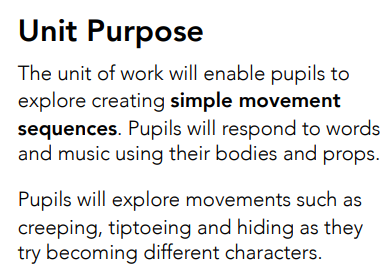 Unit Purpose
The unit of work will enable pupils to
explore creating simple movement
sequences. Pupils will respond to words
and music using their bodies and props.
Pupils will explore movements such as
creeping, tiptoeing and hiding as they
try becoming different characters.